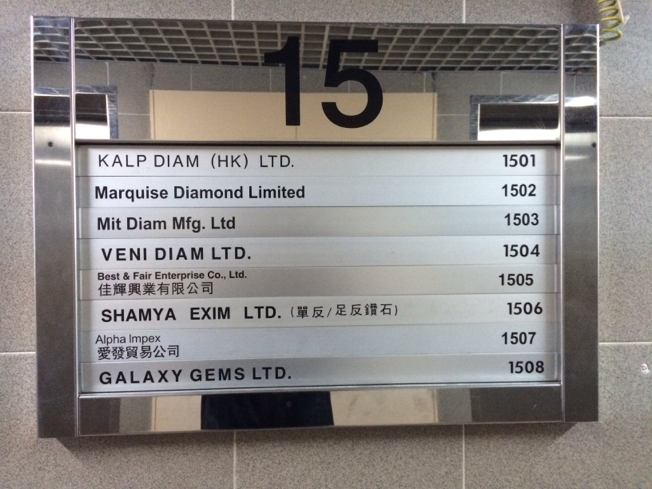 15
KALP DIAM (HK) LTD. 1501
Marquise Diamond Limited 1502
Mit Diam Mfg. Ltd 1503
VENI DIAM LTD. 1504
Best & Fair Enterprise Co., Ltd.
佳輝興業有限公司 1505
SHAMYA EXIM LTD. (單反/足反鑽石) 1506
Alpha Impex
愛發貿易公司 1507
GALAXY GEMS LTD. 1508